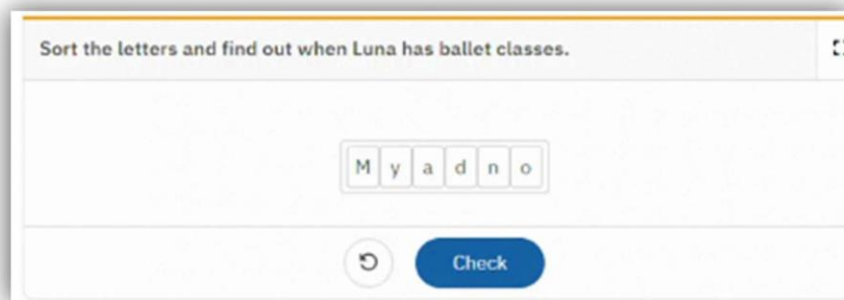 Sort the letters and find out when Luna has ballet classes.
M y a d n o
Check